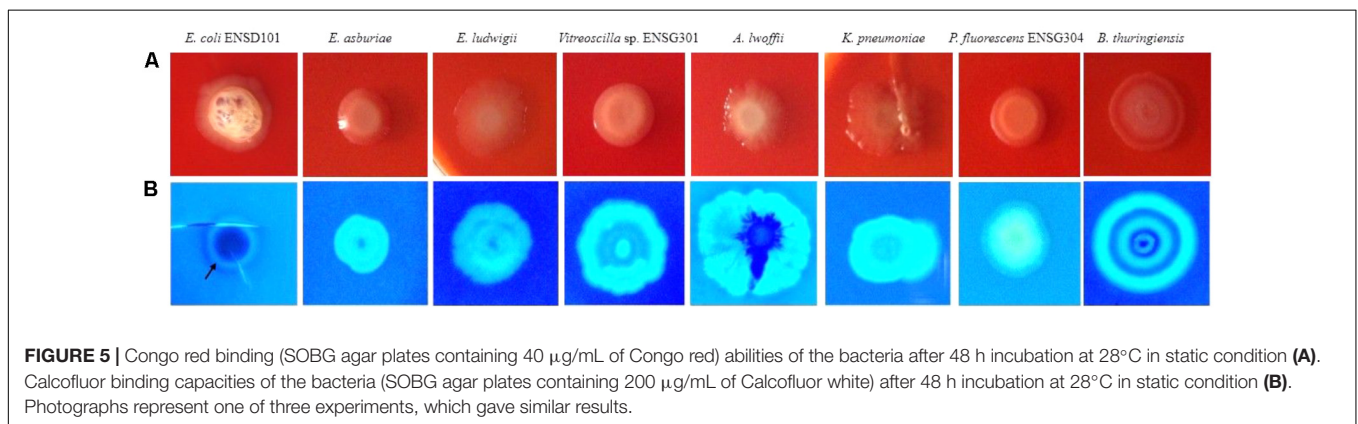 E. coli ENSD101 E. asburiae E. ludwigii Vitreoscilla sp. ENSG301 A. lwoffii K. pneumoniae P. fluorescens ENSG304 B. thuringiensis
A
B
FIGURE 5 | Congo red binding (SOBG agar plates containing 40 μg/mL of Congo red) abilities of the bacteria after 48 h incubation at 28°C in static condition (A).
Calcofluor binding capacities of the bacteria (SOBG agar plates containing 200 μg/mL of Calcofluor white) after 48 h incubation at 28°C in static condition (B).
Photographs represent one of three experiments, which gave similar results.